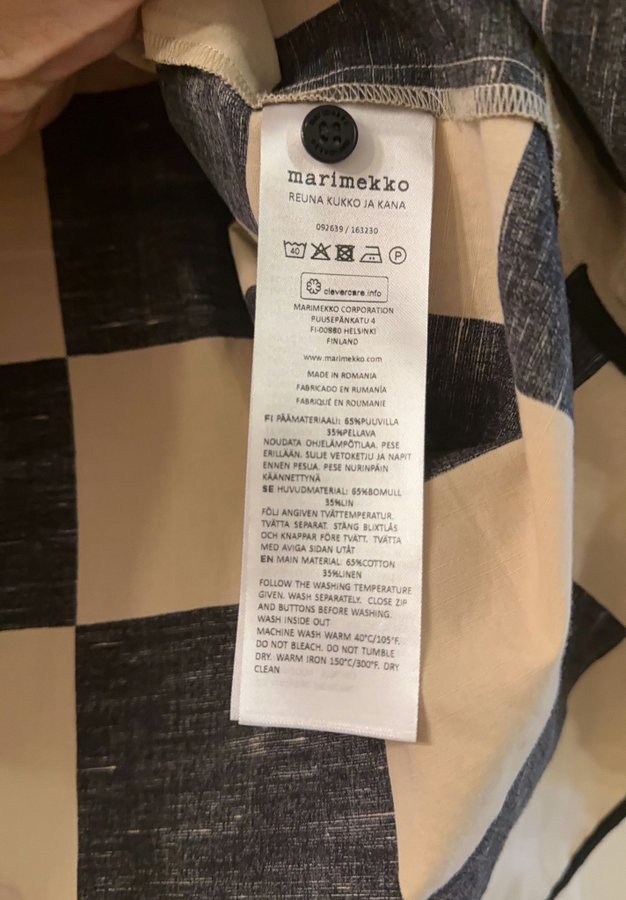 marimekko
REUNA KUKKO JA KANA
092639 / 163230
40 P
clevercare.info
MARIMEKKO CORPORATION
PUUSEPÄNKATU 4
FI-00880 HELSINKI
FINLAND
www.marimekko.com
MADE IN ROMANIA
FABRICADO EN RUMANÍA
FABRIQUÉ EN ROUMANIE
FI PÄÄMATERIAALI: 65%PUUVILLA
35%PELLAVA
NOUDATA OHJELÄMPÖTILAA. PESE
ERILLÄÄN. SULJE VETOKETJU JA NAPIT
ENNEN PESUA. PESE NURINPÄIN
KÄÄNNETTYNÄ
SE HUVUDMATERIAL: 65%BOMULL
35%LIN
FÖLJ ANGIVEN TVÄTTEMPERATUR.
TVÄTTA SEPARAT. STÄNG BLIXTLÅS
OCH KNAPPAR FÖRE TVÄTT. TVÄTTA
MED AVIGA SIDAN UTÅT
EN MAIN MATERIAL: 65%COTTON
35%LINEN
FOLLOW THE WASHING TEMPERATURE
GIVEN. WASH SEPARATELY. CLOSE ZIP
AND BUTTONS BEFORE WASHING.
WASH INSIDE OUT
MACHINE WASH WARM 40°C/105°F.
DO NOT BLEACH. DO NOT TUMBLE
DRY. WARM IRON 150°C/300°F. DRY
CLEAN